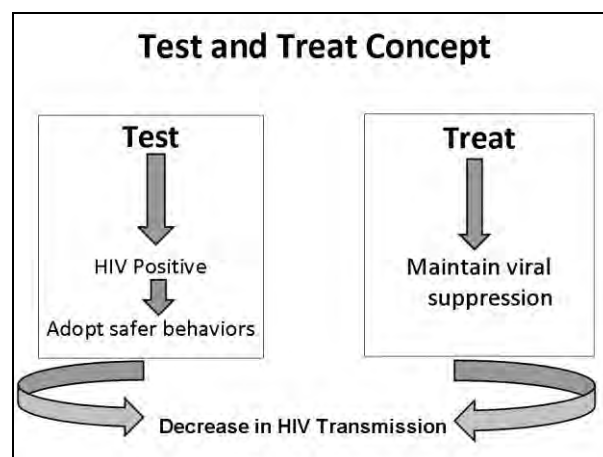 Test and Treat Concept
Test
HIV Positive
Adopt safer behaviors
Treat
Maintain viral
suppression
Decrease in HIV Transmission